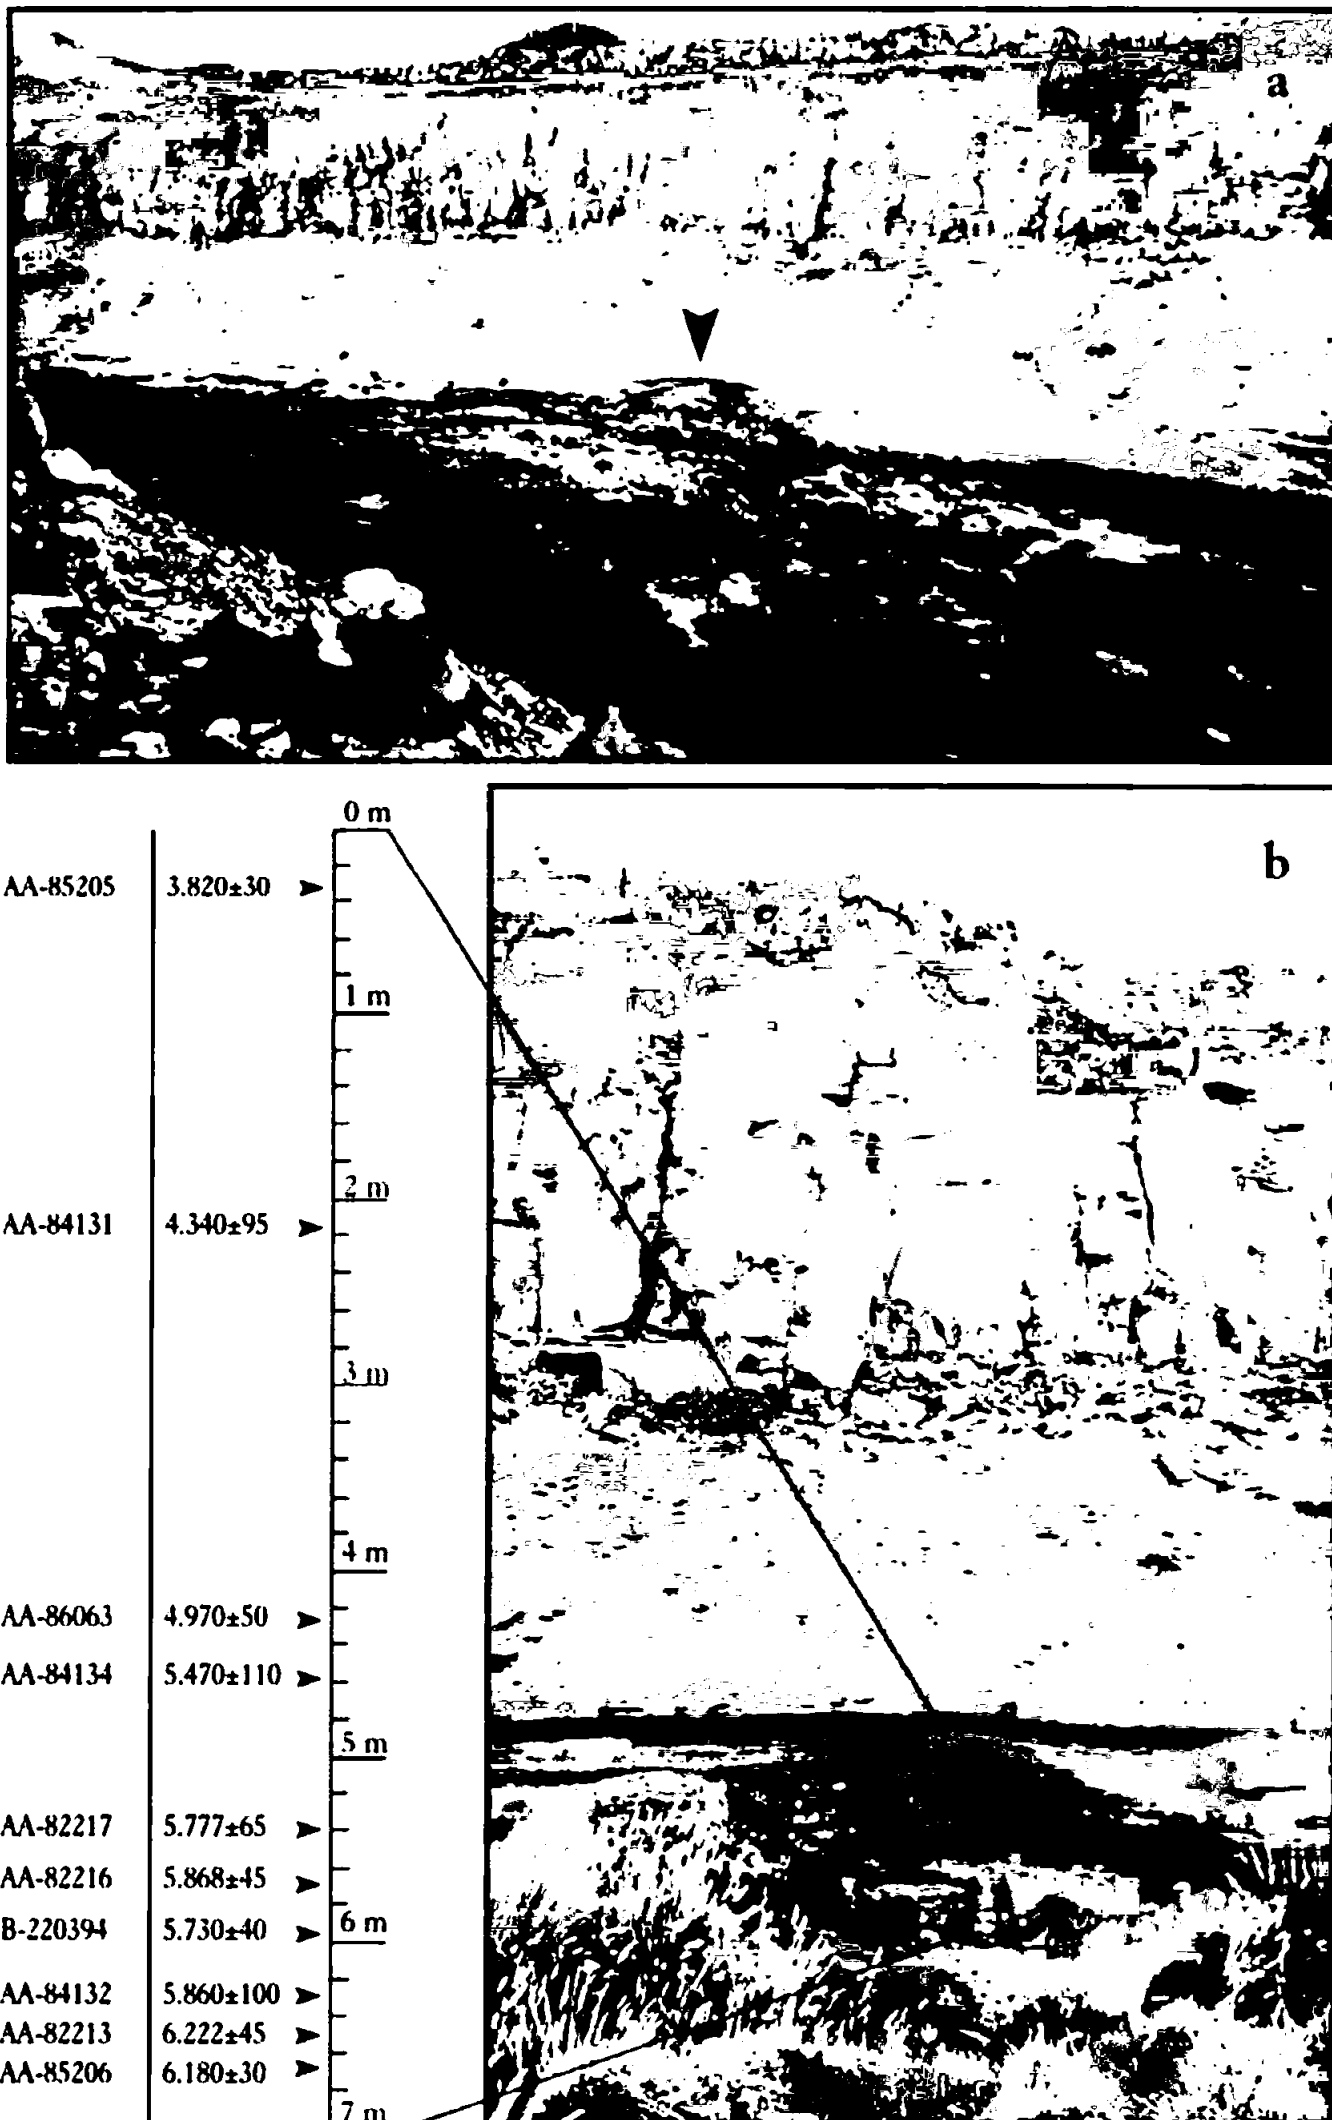 a
0 m
b
AA-85205 3.820±30
1 m
2 m
AA-84131 4.340±95
3 m
4 m
AA-86063 4.970±50
AA-84134 5.470±110
5 m
AA-82217 5.777±65
AA-82216 5.868±45
B-220394 5.730±40
6 m
AA-84132 5.860±100
AA-82213 6.222±45
AA-85206 6.180±30
7 m